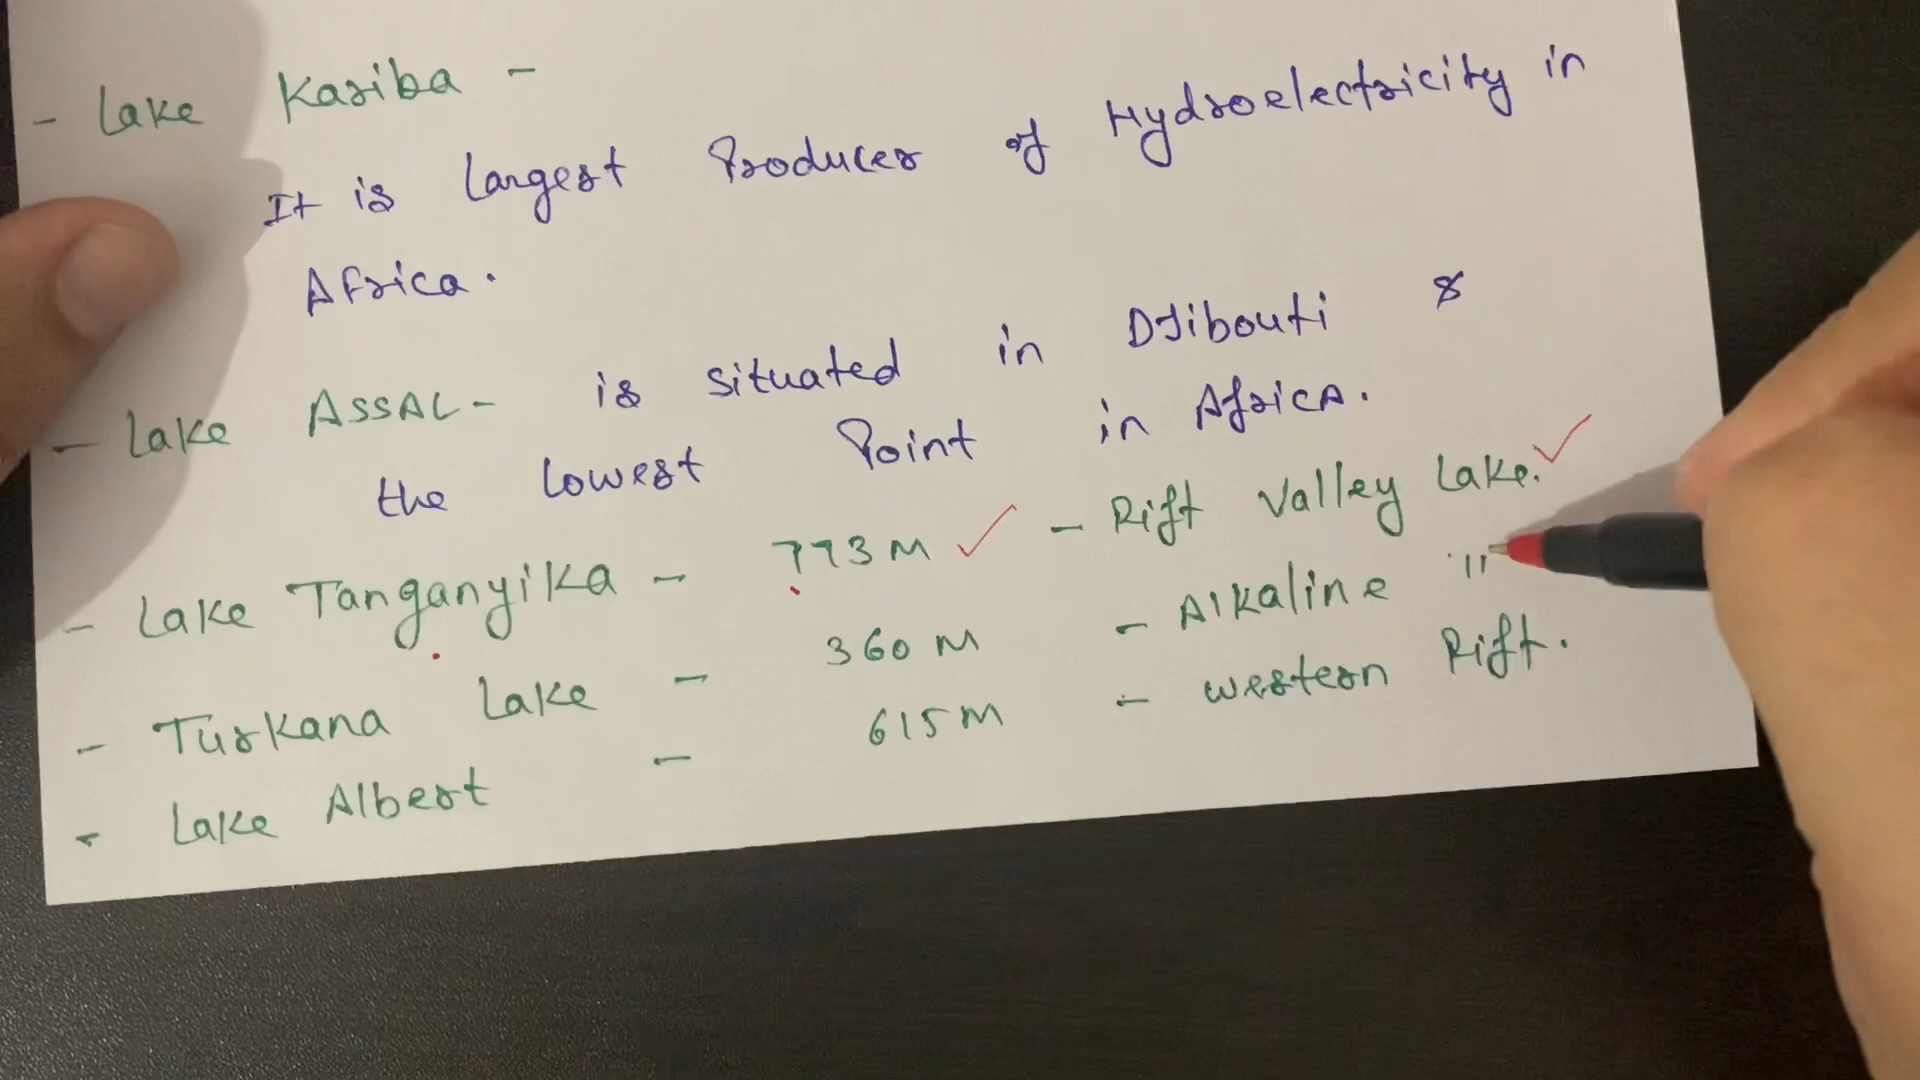 - Lake Kariba -
It is Largest Producer of Hydroelectricity in
Africa.
- Lake ASSAL - is situated in DJibouti &
the Lowest Point in Africa.
- Lake Tanganyika - 773 M ✓ - Rift Valley Lake. ✓
- Turkana Lake - 360 M - Alkaline "
- Lake Albert - 615 M - Western Rift.